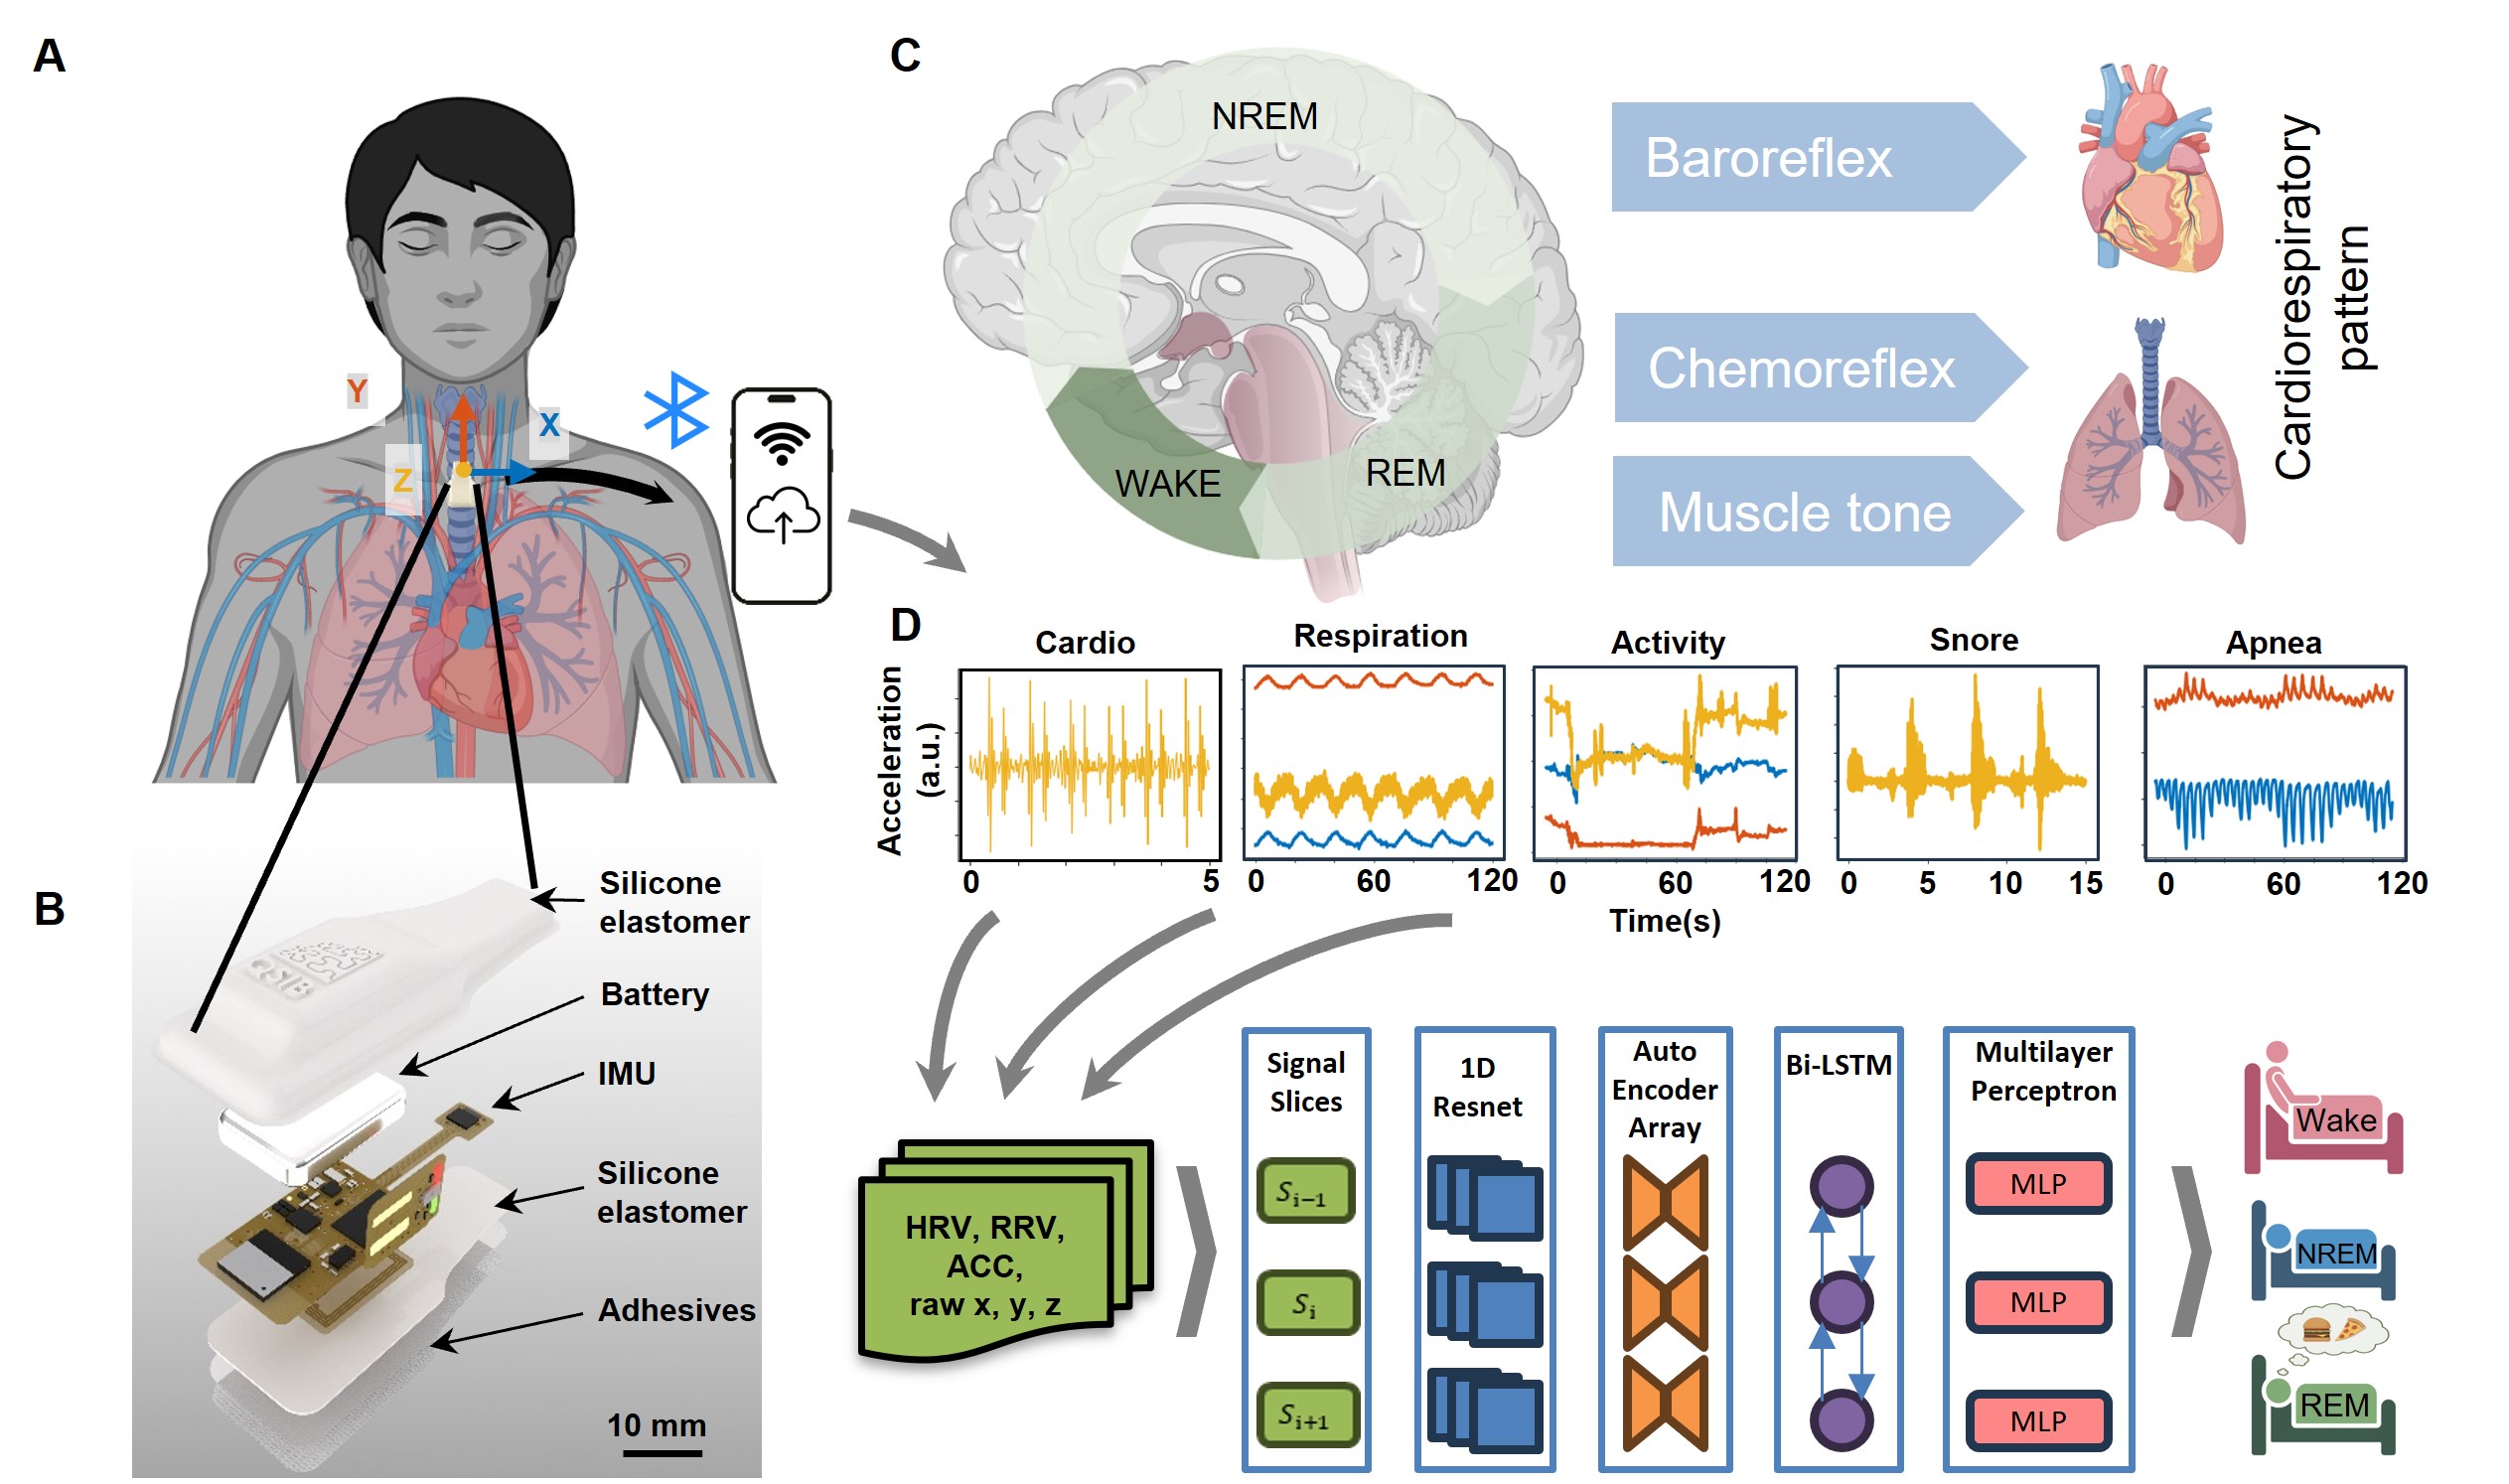 A
Y
X
Z
B
QSIB
Silicone
elastomer
Battery
IMU
Silicone
elastomer
Adhesives
10 mm
C
NREM
WAKE
REM
Baroreflex
Chemoreflex
Muscle tone
Cardiorespiratory
pattern
D
Cardio
Respiration
Activity
Snore
Apnea
Acceleration
(a.u.)
0 5
0 60 120
0 60 120
0 5 10 15
0 60 120
Time(s)
HRV, RRV,
ACC,
raw x, y, z
Signal
Slices
S_{i−1}
S_i
S_{i+1}
1D
Resnet
Auto
Encoder
Array
Bi-LSTM
Multilayer
Perceptron
MLP
MLP
MLP
Wake
NREM
REM